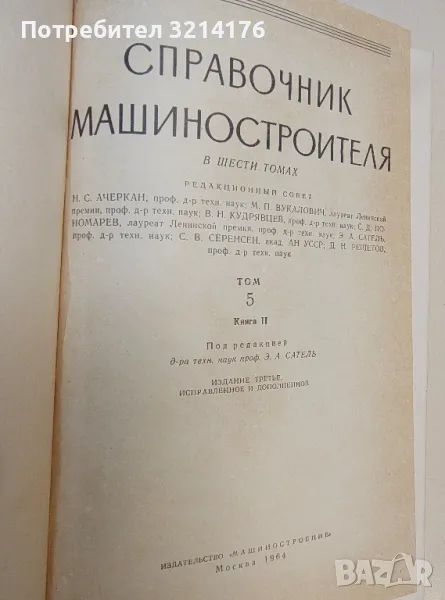 Потребител 3214176
СПРАВОЧНИК
МАШИНОСТРОИТЕЛЯ
В ШЕСТИ ТОМАХ
РЕДАКЦИОННЫЙ СОВЕТ
Н. С. АЧЕРКАН, проф. д-р техн. наук; М. П. ВУКАЛОВИЧ, лауреат Ленинской
премии, проф. д-р техн. наук; В. Н. КУДРЯВЦЕВ, проф. д-р техн. наук; С. Д. ПО-
НОМАРЕВ, лауреат Ленинской премии, проф. д-р техн. наук; Э. А. САТЕЛЬ,
проф. д-р техн. наук; С. В. СЕРЕНСЕН, акад. АН УССР; Д. Н. РЕШЕТОВ,
проф. д-р техн. наук
ТОМ
5
Книга II
Под редакцией
д-ра техн. наук проф. Э. А. САТЕЛЬ
ИЗДАНИЕ ТРЕТЬЕ,
ИСПРАВЛЕННОЕ И ДОПОЛНЕННОЕ
ИЗДАТЕЛЬСТВО «МАШИНОСТРОЕНИЕ»
Москва 1964
BAZAR